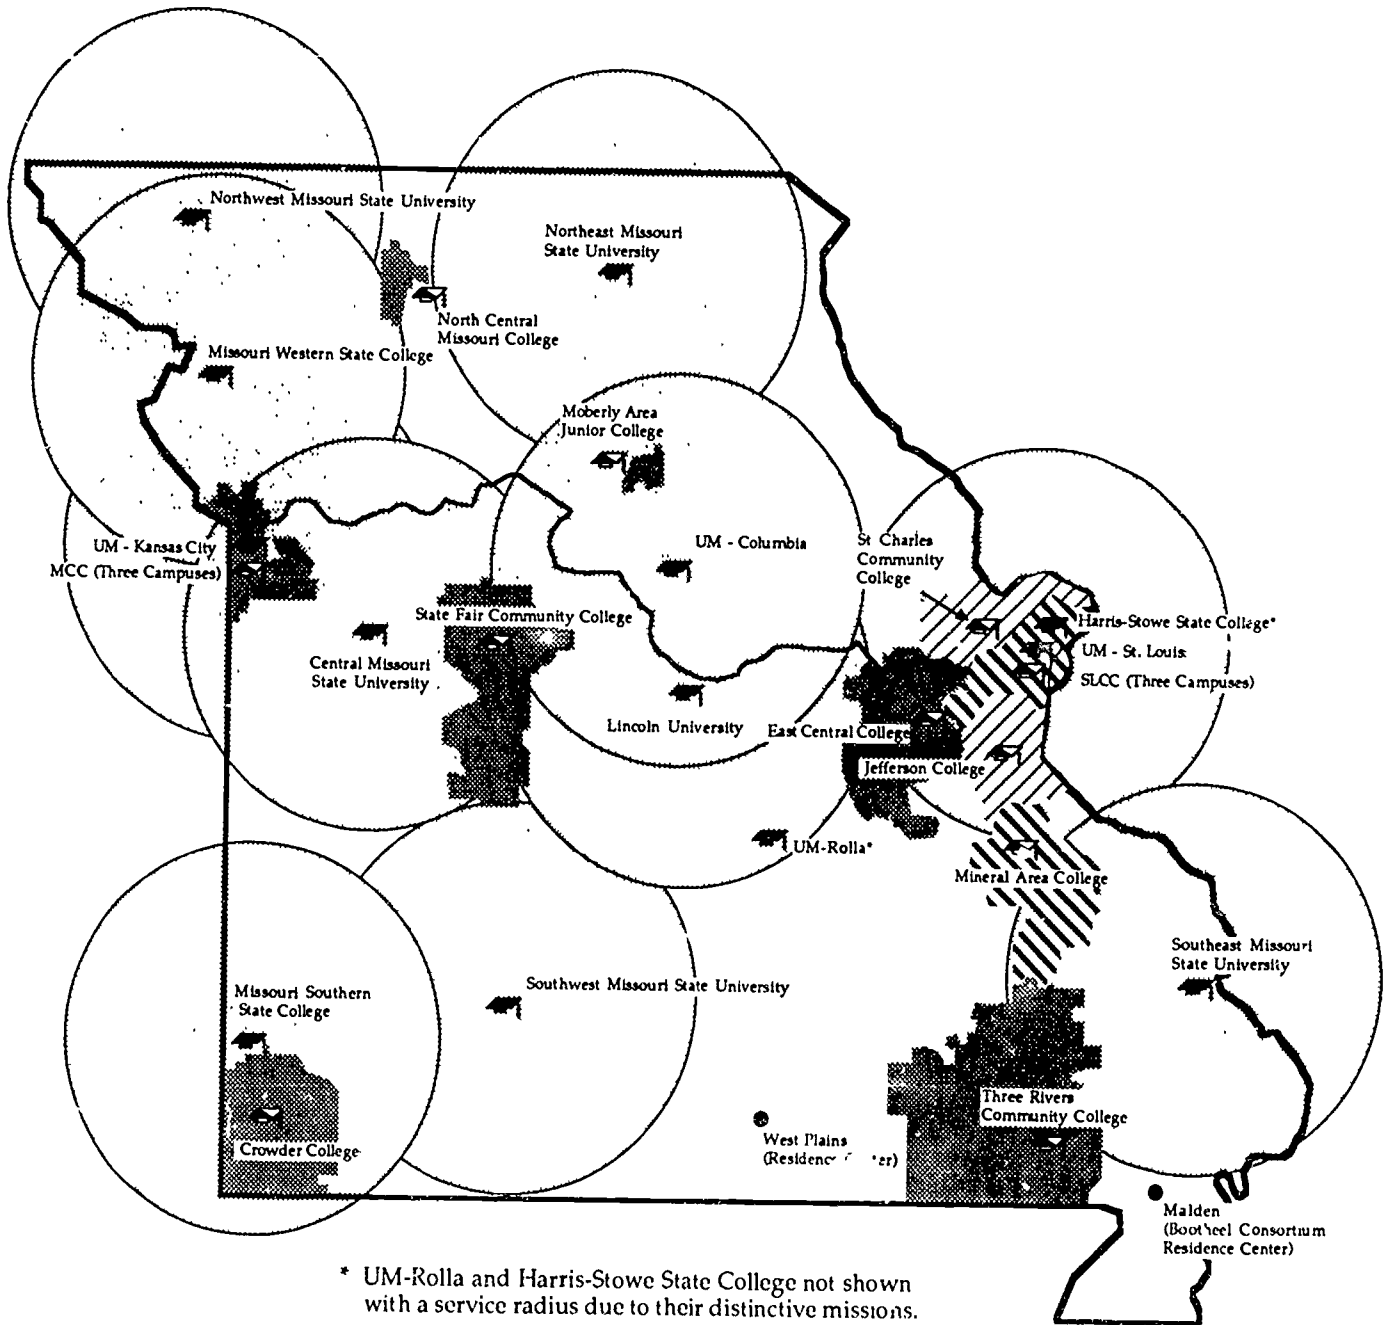 Northwest Missouri State University
Northeast Missouri
State University
North Central
Missouri College
Missouri Western State College
Moberly Area
Junior College
UM - Kansas City
MCC (Three Campuses)
UM - Columbia
St Charles
Community
College
State Fair Community College
Harris-Stowe State College*
UM - St. Louis
SLCC (Three Campuses)
Central Missouri
State University
Lincoln University
East Central College
Jefferson College
UM-Rolla*
Mineral Area College
Southeast Missouri
State University
Southwest Missouri State University
Missouri Southern
State College
Three Rivers
Community College
Crowder College
West Plains
Malden
Consortium
Residence Center)
* UM-Rolla and Harris-Stowe State College not shown
with a service radius due to their distinctive missions.